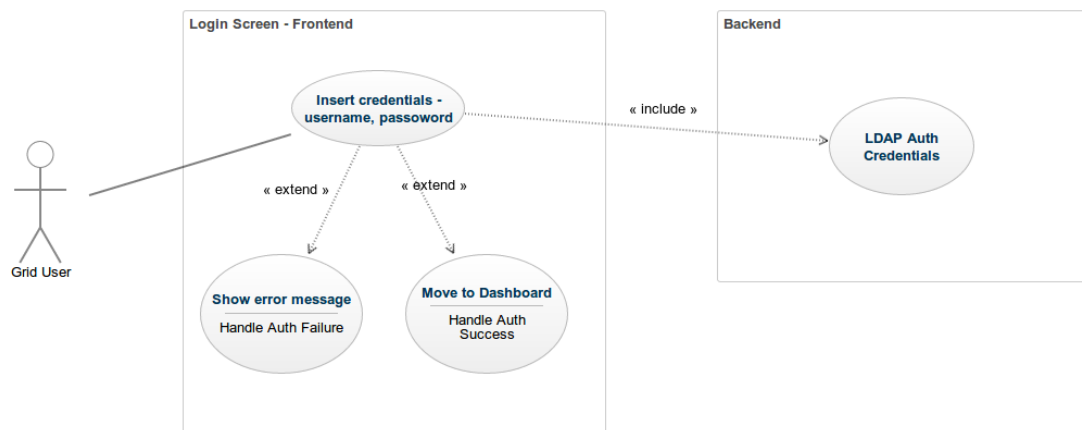 Login Screen - Frontend
Backend
Insert credentials -
username, passoword
« include »
LDAP Auth
Credentials
« extend »
« extend »
Grid User
Show error message
Handle Auth Failure
Move to Dashboard
Handle Auth
Success